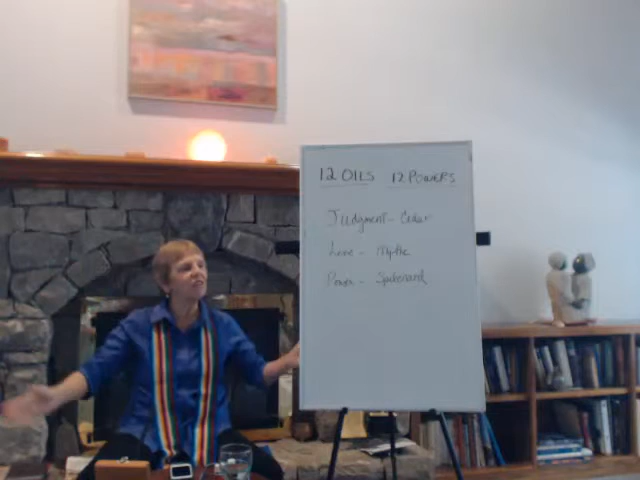 12 OILS 12 POWERS
Judgment - Cedar
Love - Myrtle
Power - Spikenard